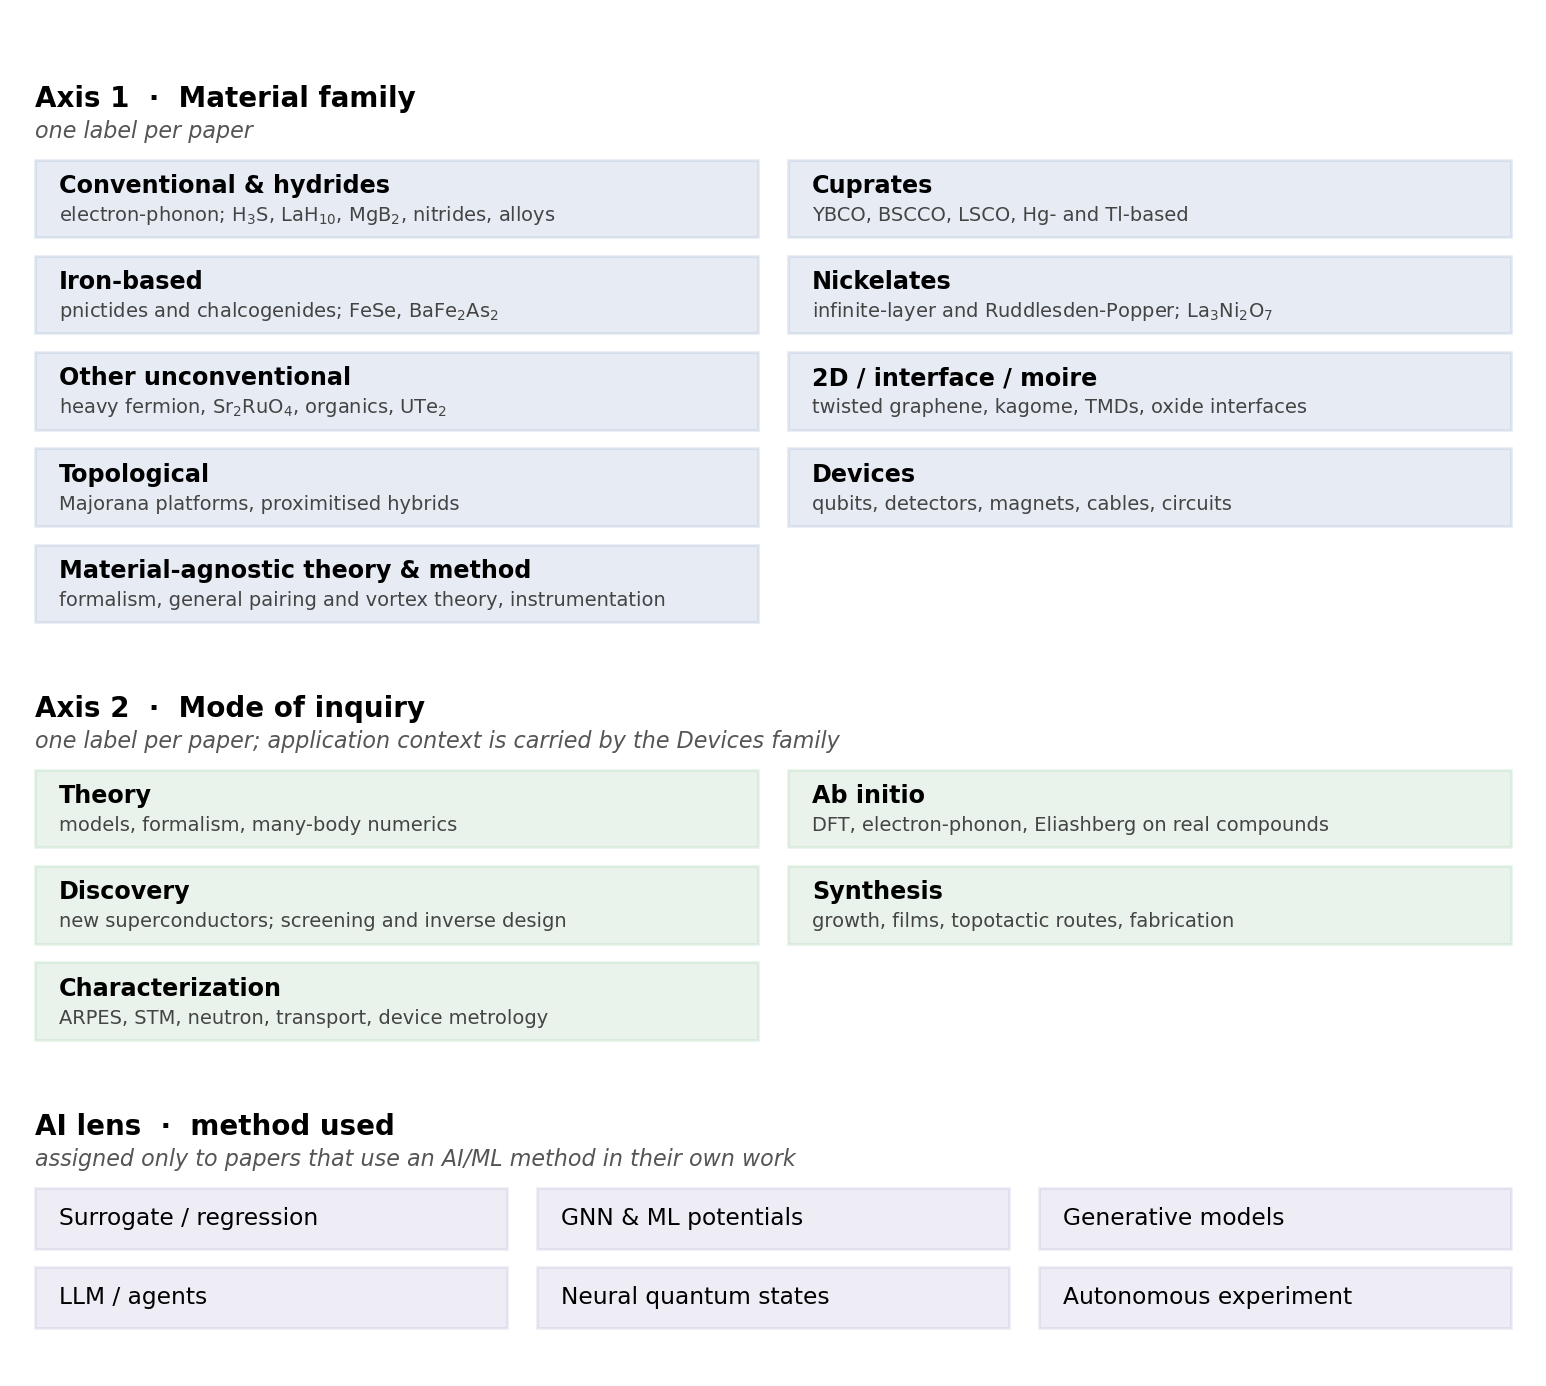 Axis 1 · Material family
one label per paper
Conventional & hydrides
electron-phonon; H₃S, LaH₁₀, MgB₂, nitrides, alloys
Cuprates
YBCO, BSCCO, LSCO, Hg- and Tl-based
Iron-based
pnictides and chalcogenides; FeSe, BaFe₂As₂
Nickelates
infinite-layer and Ruddlesden-Popper; La₃Ni₂O₇
Other unconventional
heavy fermion, Sr₂RuO₄, organics, UTe₂
2D / interface / moire
twisted graphene, kagome, TMDs, oxide interfaces
Topological
Majorana platforms, proximitised hybrids
Devices
qubits, detectors, magnets, cables, circuits
Material-agnostic theory & method
formalism, general pairing and vortex theory, instrumentation
Axis 2 · Mode of inquiry
one label per paper; application context is carried by the Devices family
Theory
models, formalism, many-body numerics
Ab initio
DFT, electron-phonon, Eliashberg on real compounds
Discovery
new superconductors; screening and inverse design
Synthesis
growth, films, topotactic routes, fabrication
Characterization
ARPES, STM, neutron, transport, device metrology
AI lens · method used
assigned only to papers that use an AI/ML method in their own work
Surrogate / regression
GNN & ML potentials
Generative models
LLM / agents
Neural quantum states
Autonomous experiment